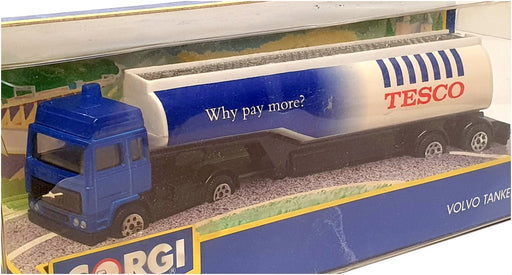 Why pay more?
TESCO
CORGI
VOLVO TANKE